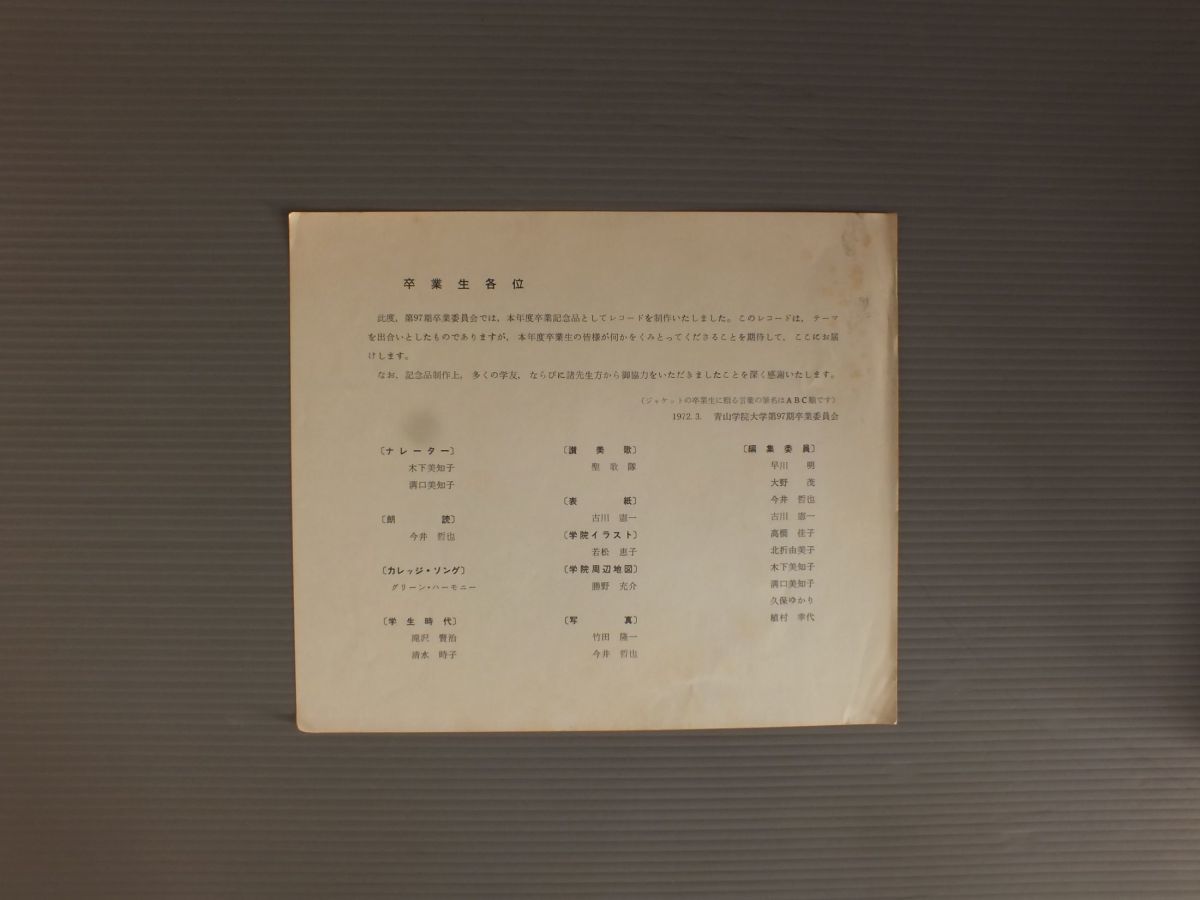 卒業生各位
此度、第97期卒業委員会では、本年度卒業記念品としてレコードを制作いたしました。このレコードは、テーマ
を出合いとしたものでありますが、本年度卒業生の皆様が何かをくみとってくださることを期待して、ここにお届
けします。
なお、記念品制作上、多くの学友、ならびに諸先生方から御協力をいただきましたことを深く感謝いたします。
(ジャケットの卒業生に贈る言葉の署名はABC順です)
1972.3. 青山学院大学第97期卒業委員会
〔ナレーター〕
木下美知子
溝口美知子
〔朗読〕
今井 哲也
〔カレッジ・ソング〕
グリーン・ハーモニー
〔学生時代〕
滝沢 賢治
清水 時子
〔讃美歌〕
聖歌隊
〔表紙〕
古川 憲一
〔学院イラスト〕
若松 恵子
〔学院周辺地図〕
勝野 充介
〔写真〕
竹田 隆一
今井 哲也
〔編集委員〕
早川 明
大野 茂
今井 哲也
古川 憲一
高橋 佳子
北折由美子
木下美知子
溝口美知子
久保ゆかり
植村 幸代